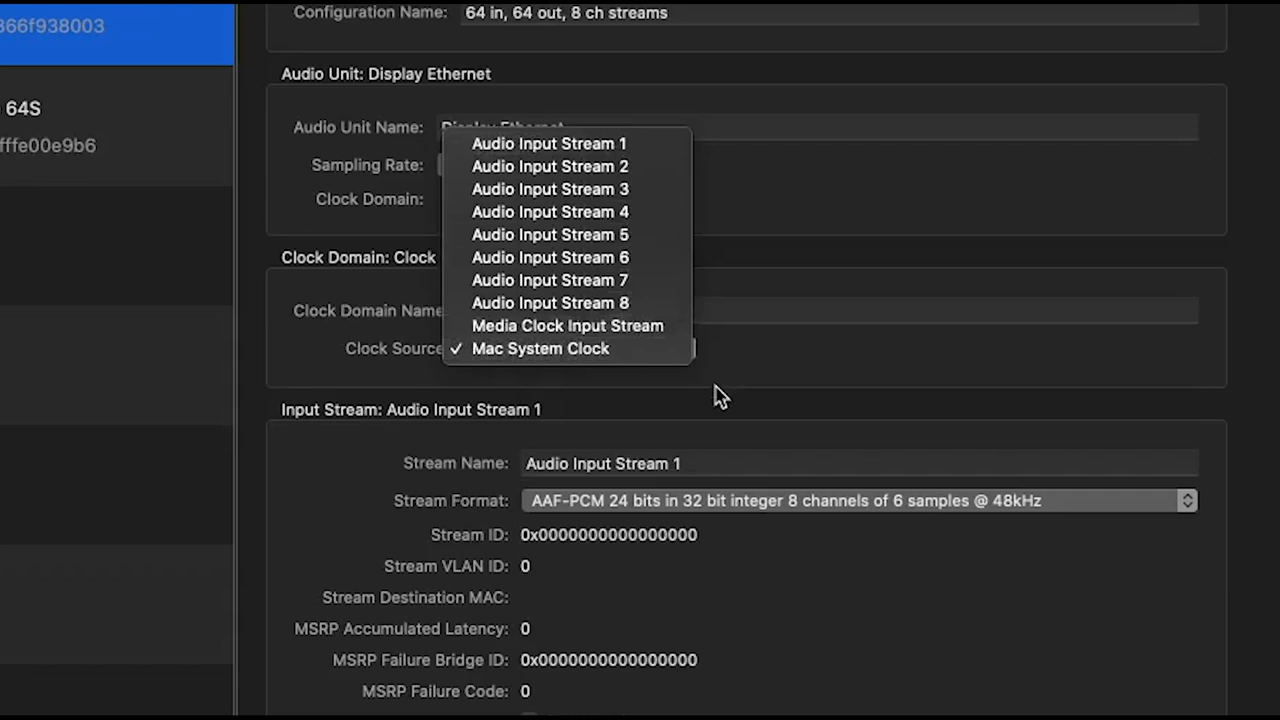 866f938003
64S
fffe00e9b6
Configuration Name: 64 in, 64 out, 8 ch streams
Audio Unit: Display Ethernet
Audio Unit Name: Display Ethernet
Sampling Rate:
Clock Domain:
Audio Input Stream 1
Audio Input Stream 2
Audio Input Stream 3
Audio Input Stream 4
Audio Input Stream 5
Audio Input Stream 6
Audio Input Stream 7
Audio Input Stream 8
Media Clock Input Stream
✓ Mac System Clock
Clock Domain: Clock
Clock Domain Name
Clock Source
Input Stream: Audio Input Stream 1
Stream Name: Audio Input Stream 1
Stream Format: AAF-PCM 24 bits in 32 bit integer 8 channels of 6 samples @ 48kHz
Stream ID: 0x0000000000000000
Stream VLAN ID: 0
Stream Destination MAC:
MSRP Accumulated Latency: 0
MSRP Failure Bridge ID: 0x0000000000000000
MSRP Failure Code: 0